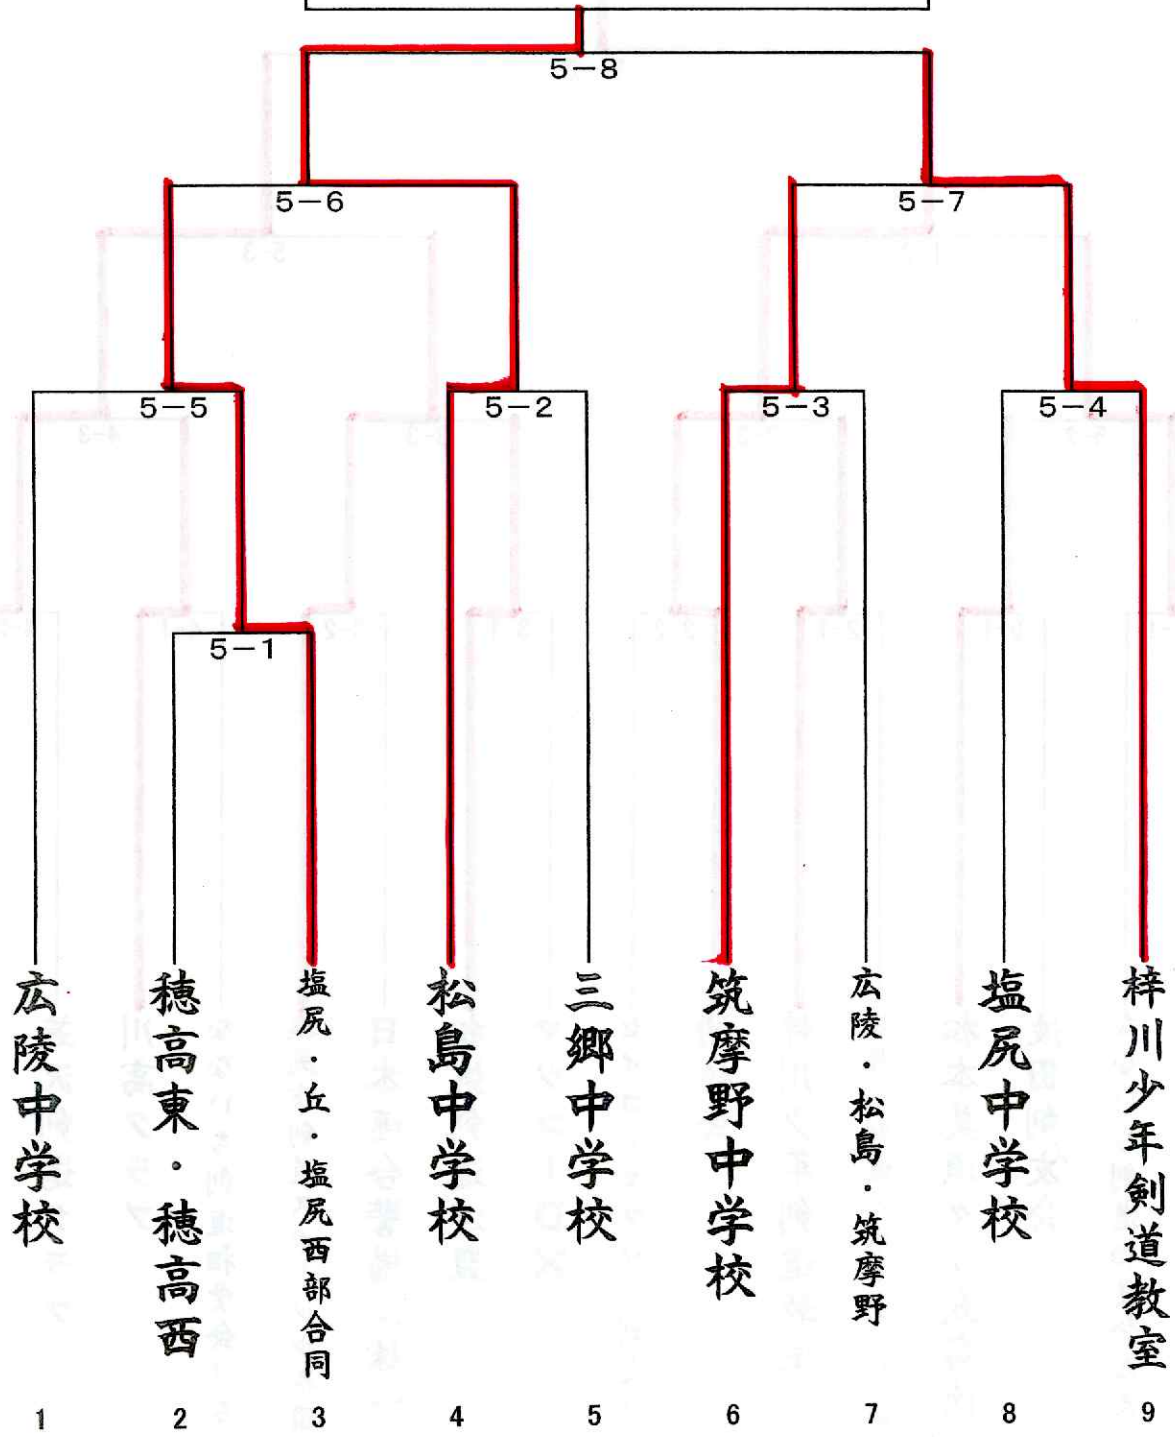 5-8
5-6
5-7
5-5
5-2
5-3
5-4
5-1
広陵中学校
穂高東・穂高西
塩尻・丘・塩尻西部合同
松島中学校
三郷中学校
筑摩野中学校
広陵・松島・筑摩野
塩尻中学校
梓川少年剣道教室
1 2 3 4 5 6 7 8 9